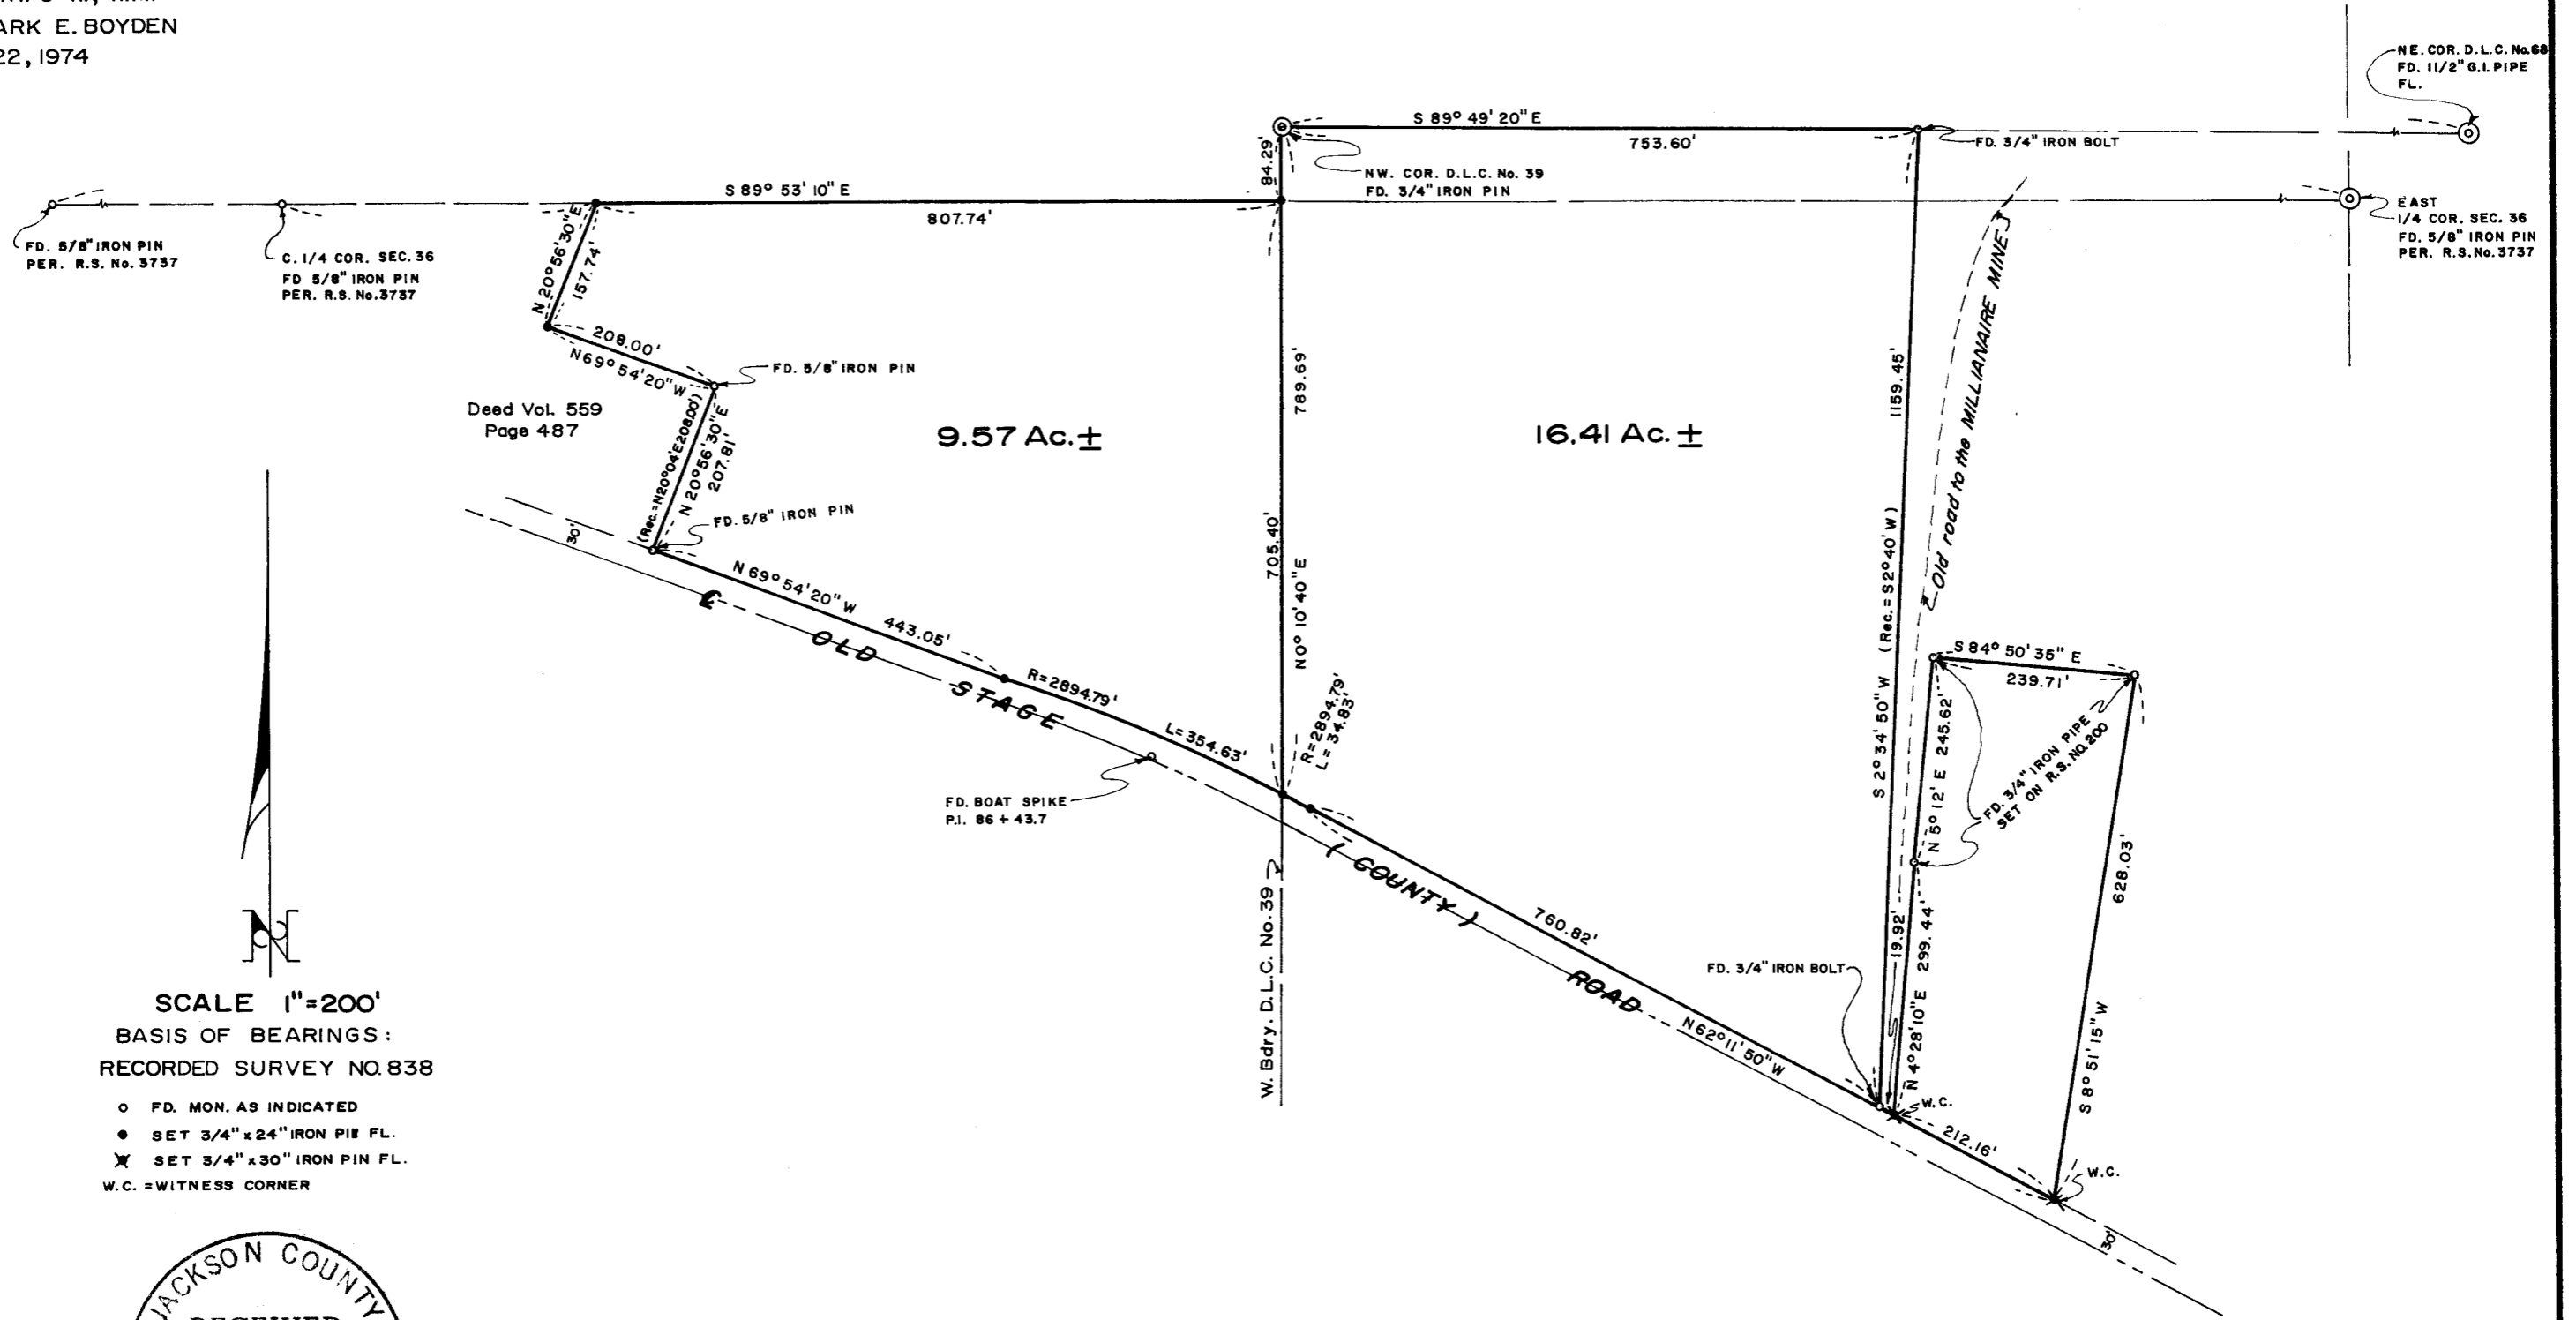 ARK E. BOYDEN
22, 1974
NE. COR. D.L.C. No.68
FD. 11/2" G.I. PIPE
FL.
S 89° 49' 20" E
753.60'
FD. 3/4" IRON BOLT
84.29'
NW. COR. D.L.C. No. 39
FD. 3/4" IRON PIN
S 89° 53' 10" E
807.74'
EAST
1/4 COR. SEC. 36
FD. 5/8" IRON PIN
PER. R.S.No.3737
FD. 5/8" IRON PIN
PER. R.S. No. 3737
C. 1/4 COR. SEC. 36
FD 5/8" IRON PIN
PER. R.S. No.3737
N 20° 56' 30" E
157.74'
208.00'
N 69° 54' 20" W
FD. 5/8" IRON PIN
Deed Vol. 559
Page 487
(Rec.=N20°04'E208.00')
N 20° 56' 30" E
207.81'
FD. 5/8" IRON PIN
9.57 Ac.±
16.41 Ac.±
789.69'
705.40'
N0° 10' 40" E
1159.45'
S 2° 34' 50" W (Rec.= S2° 40' W)
Old road to the MILLIANAIRE MINE
30'
N 69° 54' 20" W
443.05'
℄ OLD STAGE (COUNTY) ROAD
R=2894.79'
L=354.63'
R=2894.79'
L = 34.83'
FD. BOAT SPIKE
P.I. 86 + 43.7
S 84° 50' 35" E
239.71'
N 5° 12' E 245.62'
FD. 3/4" IRON PIPE
SET ON R.S. NO.200
628.03'
S 8° 51' 15" W
19.92'
N 4° 28' 10" E 299.44'
W. Bdry. D.L.C. No. 39
760.82'
N 62° 11' 50" W
FD. 3/4" IRON BOLT
W.C.
212.16'
W.C.
30'
N
SCALE 1"=200'
BASIS OF BEARINGS:
RECORDED SURVEY NO. 838
FD. MON. AS INDICATED
SET 3/4" x 24" IRON PIN FL.
SET 3/4" x 30" IRON PIN FL.
W.C. = WITNESS CORNER
JACKSON COUNTY
RECEIVED